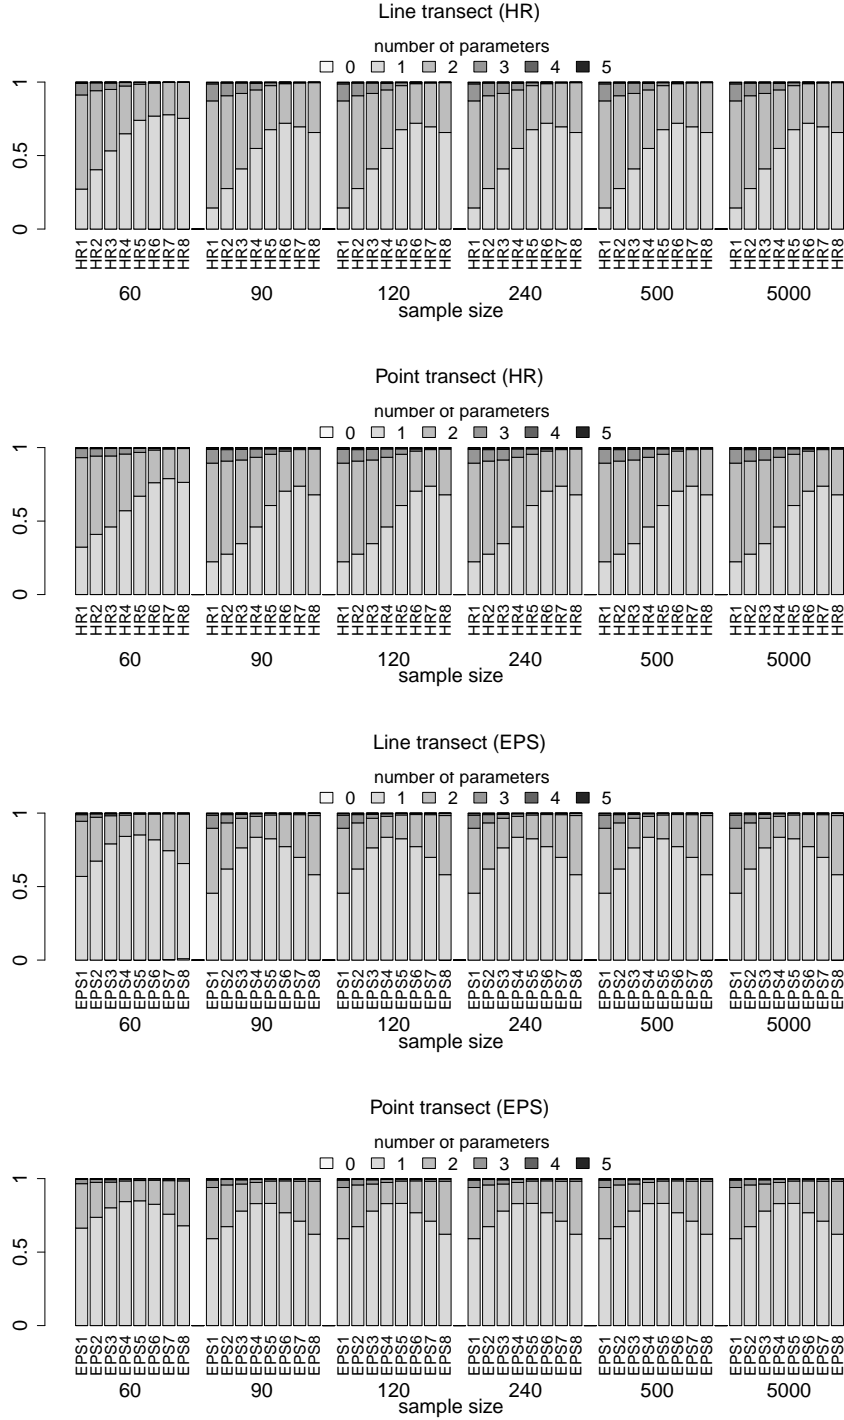 Line transect (HR)
number of parameters
0 1 2 3 4 5
1
0.5
0
HR1 HR2 HR3 HR4 HR5 HR6 HR7 HR8 HR1 HR2 HR3 HR4 HR5 HR6 HR7 HR8 HR1 HR2 HR3 HR4 HR5 HR6 HR7 HR8 HR1 HR2 HR3 HR4 HR5 HR6 HR7 HR8 HR1 HR2 HR3 HR4 HR5 HR6 HR7 HR8 HR1 HR2 HR3 HR4 HR5 HR6 HR7 HR8
60 90 120 240 500 5000
sample size
Point transect (HR)
number of parameters
0 1 2 3 4 5
1
0.5
0
HR1 HR2 HR3 HR4 HR5 HR6 HR7 HR8 HR1 HR2 HR3 HR4 HR5 HR6 HR7 HR8 HR1 HR2 HR3 HR4 HR5 HR6 HR7 HR8 HR1 HR2 HR3 HR4 HR5 HR6 HR7 HR8 HR1 HR2 HR3 HR4 HR5 HR6 HR7 HR8 HR1 HR2 HR3 HR4 HR5 HR6 HR7 HR8
60 90 120 240 500 5000
sample size
Line transect (EPS)
number of parameters
0 1 2 3 4 5
1
0.5
0
EPS1 EPS2 EPS3 EPS4 EPS5 EPS6 EPS7 EPS8 EPS1 EPS2 EPS3 EPS4 EPS5 EPS6 EPS7 EPS8 EPS1 EPS2 EPS3 EPS4 EPS5 EPS6 EPS7 EPS8 EPS1 EPS2 EPS3 EPS4 EPS5 EPS6 EPS7 EPS8 EPS1 EPS2 EPS3 EPS4 EPS5 EPS6 EPS7 EPS8 EPS1 EPS2 EPS3 EPS4 EPS5 EPS6 EPS7 EPS8
60 90 120 240 500 5000
sample size
Point transect (EPS)
number of parameters
0 1 2 3 4 5
1
0.5
0
EPS1 EPS2 EPS3 EPS4 EPS5 EPS6 EPS7 EPS8 EPS1 EPS2 EPS3 EPS4 EPS5 EPS6 EPS7 EPS8 EPS1 EPS2 EPS3 EPS4 EPS5 EPS6 EPS7 EPS8 EPS1 EPS2 EPS3 EPS4 EPS5 EPS6 EPS7 EPS8 EPS1 EPS2 EPS3 EPS4 EPS5 EPS6 EPS7 EPS8 EPS1 EPS2 EPS3 EPS4 EPS5 EPS6 EPS7 EPS8
60 90 120 240 500 5000
sample size